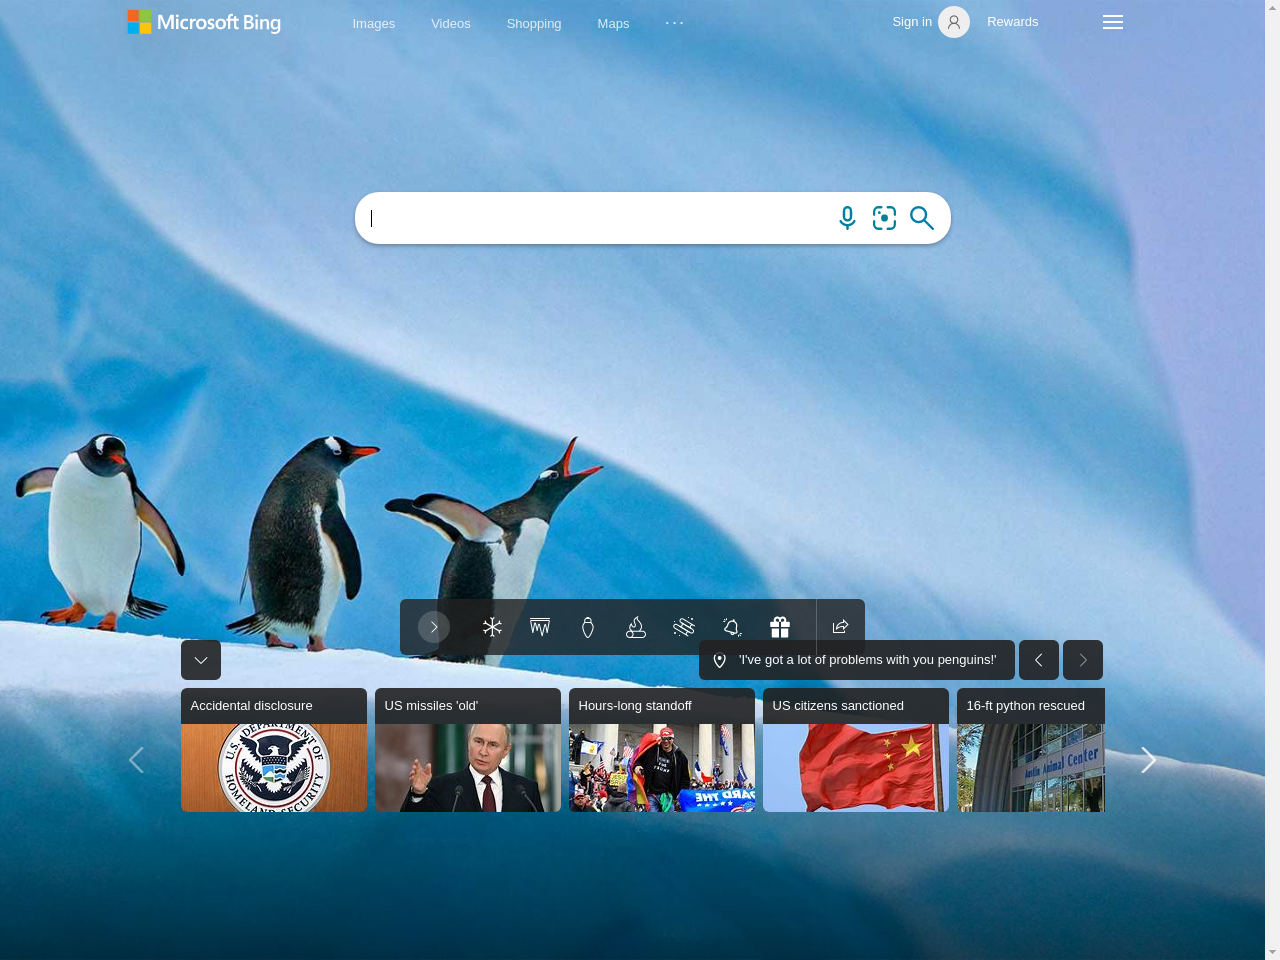 Microsoft Bing
Images
Videos
Shopping
Maps
...
Sign in
Rewards
'I've got a lot of problems with you penguins!'
Accidental disclosure
US missiles 'old'
Hours-long standoff
US citizens sanctioned
16-ft python rescued
U.S. DEPARTMENT OF
HOMELAND SECURITY
Austin Animal Center